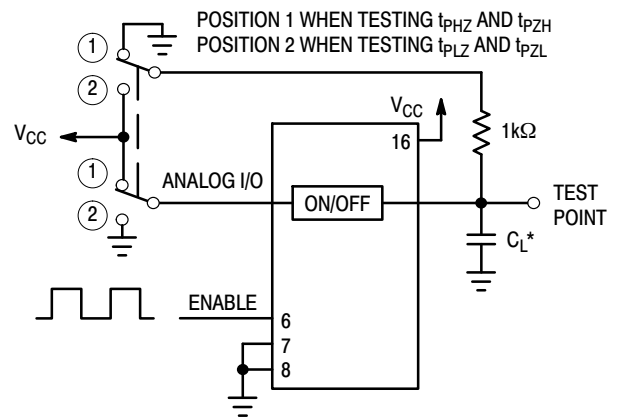 POSITION 1 WHEN TESTING tPHZ AND tPZH
POSITION 2 WHEN TESTING tPLZ AND tPZL
1
2
VCC
VCC
16
1kΩ
1
ANALOG I/O
ON/OFF
TEST
POINT
2
CL*
ENABLE
6
7
8